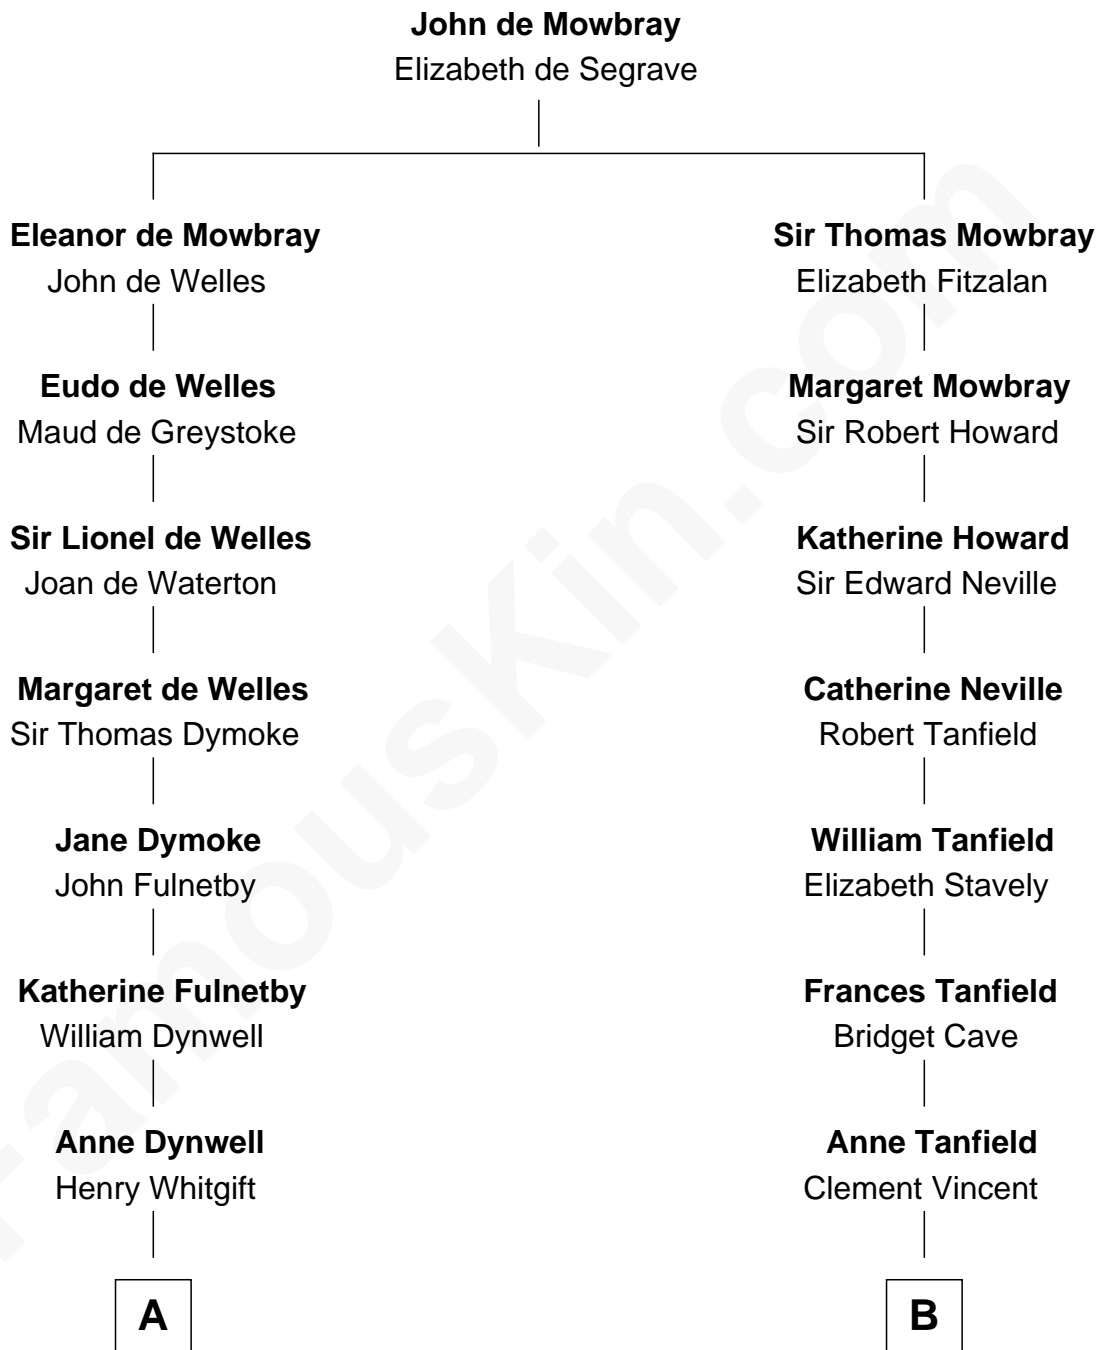 John de Mowbray
Elizabeth de Segrave
Eleanor de Mowbray
John de Welles
Eudo de Welles
Maud de Greystoke
Sir Lionel de Welles
Joan de Waterton
Margaret de Welles
Sir Thomas Dymoke
Jane Dymoke
John Fulnetby
Katherine Fulnetby
William Dynwell
Anne Dynwell
Henry Whitgift
A
Sir Thomas Mowbray
Elizabeth Fitzalan
Margaret Mowbray
Sir Robert Howard
Katherine Howard
Sir Edward Neville
Catherine Neville
Robert Tanfield
William Tanfield
Elizabeth Stavely
Frances Tanfield
Bridget Cave
Anne Tanfield
Clement Vincent
B
FamousKin.com